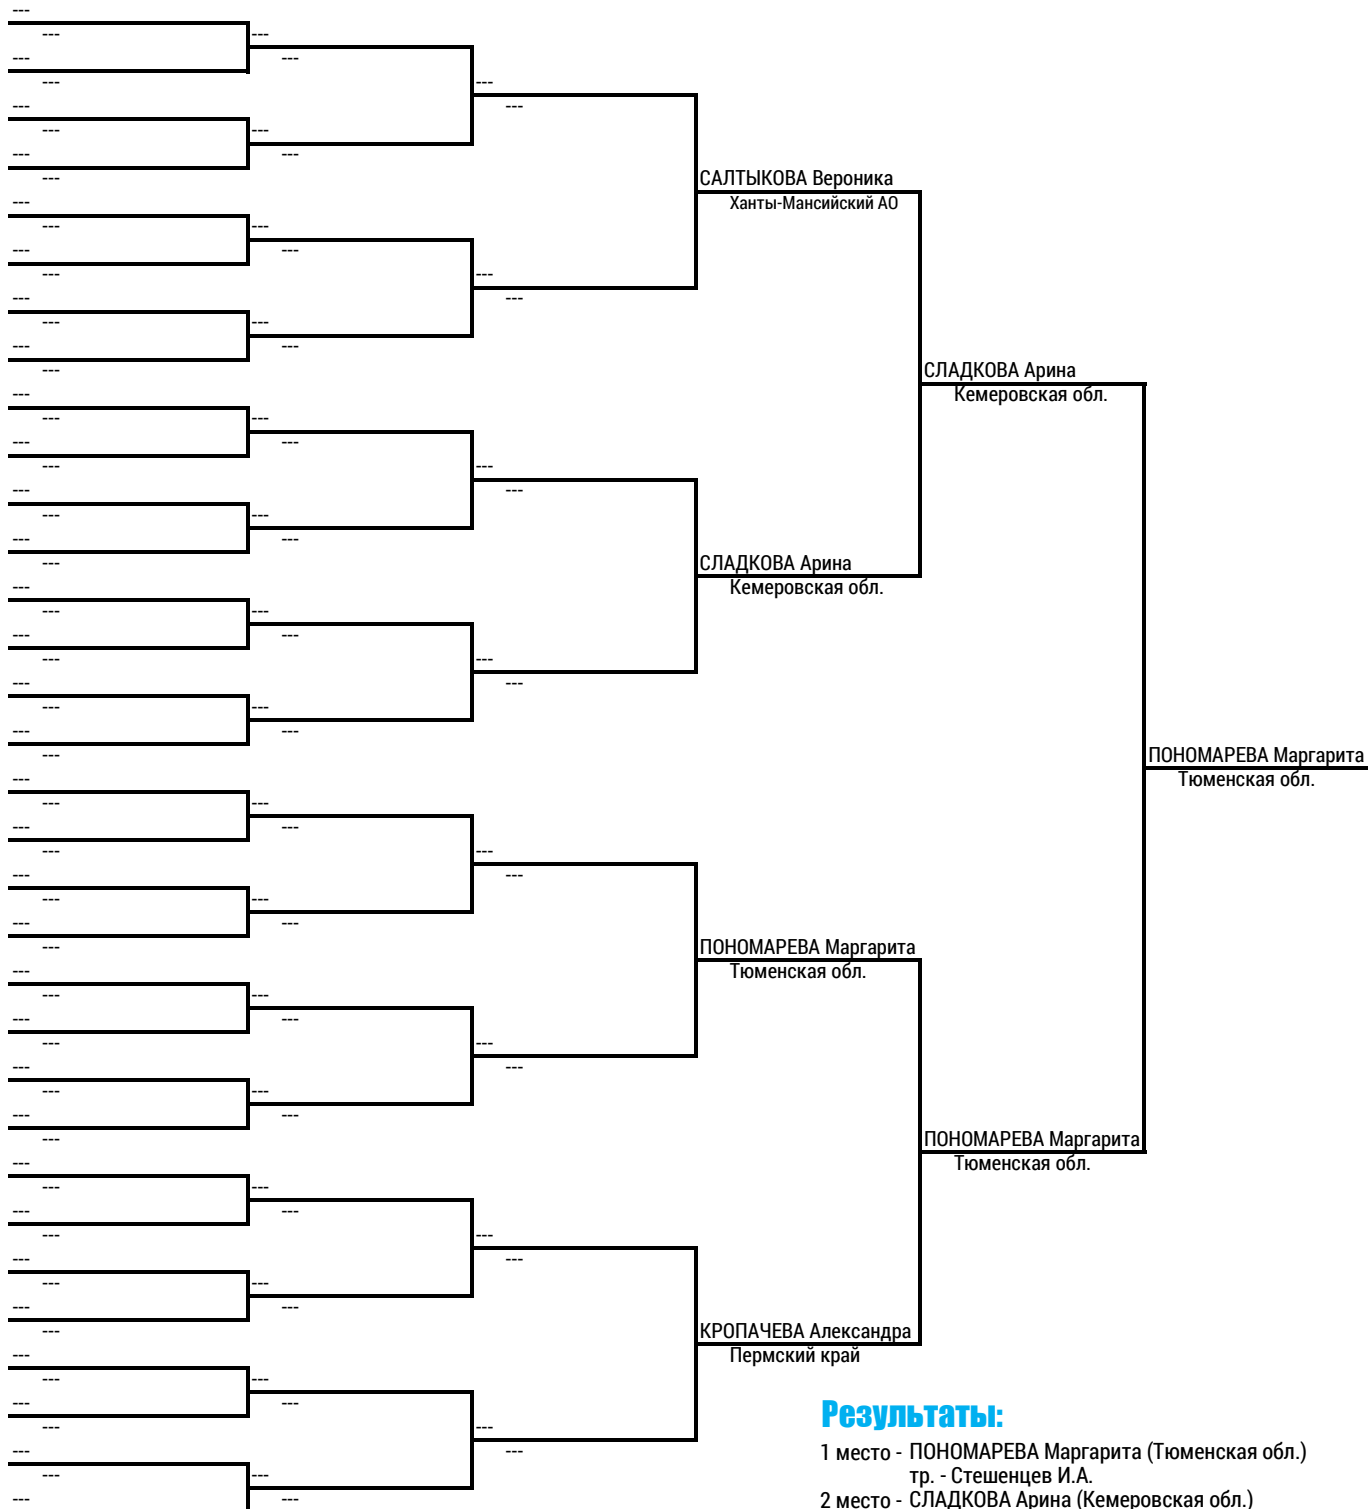 ---
--- ---
--- ---
--- ---
--- ---
--- ---
--- ---
--- САЛТЫКОВА Вероника
--- Ханты-Мансийский АО
--- ---
--- ---
--- ---
--- ---
--- ---
--- ---
--- СЛАДКОВА Арина
--- Кемеровская обл.
--- ---
--- ---
--- ---
--- ---
--- ---
--- ---
--- СЛАДКОВА Арина
--- Кемеровская обл.
--- ---
--- ---
--- ---
--- ---
--- ---
--- ---
--- ПОНОМАРЕВА Маргарита
--- Тюменская обл.
--- ---
--- ---
--- ---
--- ---
--- ---
--- ---
--- ПОНОМАРЕВА Маргарита
--- Тюменская обл.
--- ---
--- ---
--- ---
--- ---
--- ---
--- ---
--- ПОНОМАРЕВА Маргарита
--- Тюменская обл.
--- ---
--- ---
--- ---
--- ---
--- ---
--- ---
--- КРОПАЧЕВА Александра
--- Пермский край
--- ---
--- ---
--- ---
--- ---
--- ---
--- ---
Результаты:
1 место - ПОНОМАРЕВА Маргарита (Тюменская обл.)
тр. - Стешенцев И.А.
2 место - СЛАДКОВА Арина (Кемеровская обл.)